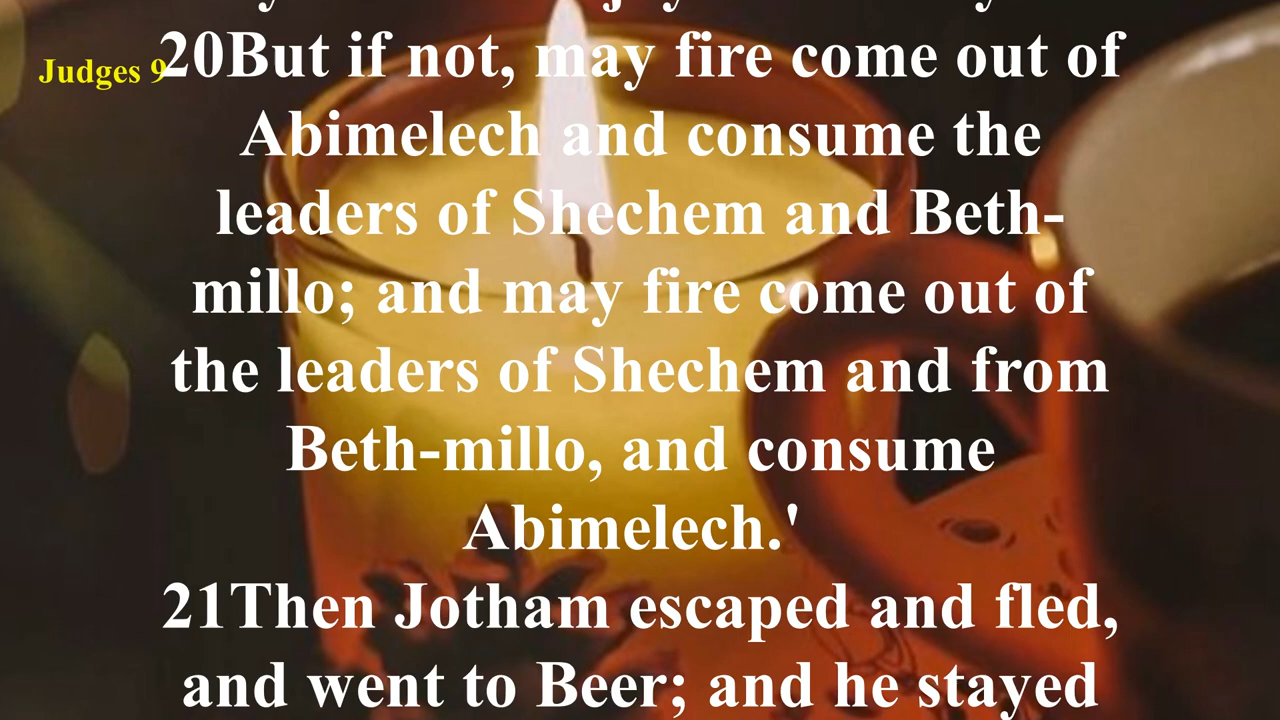 Judges 9
20But if not, may fire come out of
Abimelech and consume the
leaders of Shechem and Beth-
millo; and may fire come out of
the leaders of Shechem and from
Beth-millo, and consume
Abimelech.'
21Then Jotham escaped and fled,
and went to Beer; and he stayed